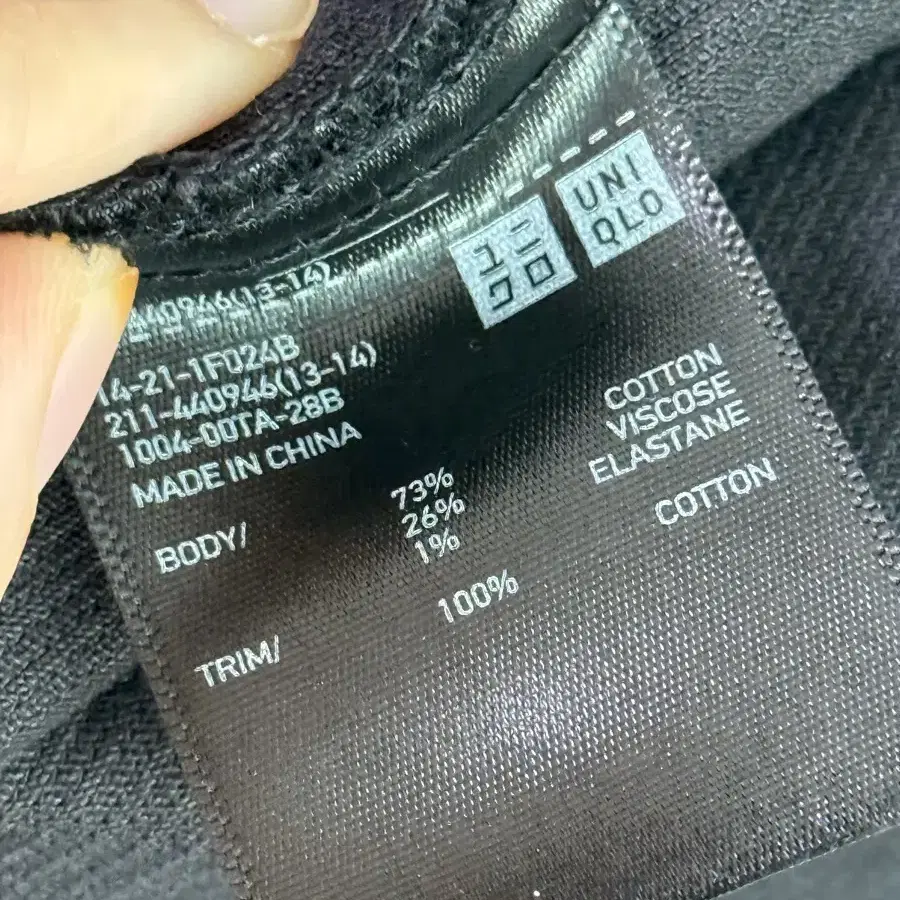 ユニ
クロ
UNI
QLO
440946(13-14)
14-21-1F024B
211-440946(13-14)
1004-00TA-28B
MADE IN CHINA
BODY/ 73% COTTON
26% VISCOSE
1% ELASTANE
TRIM/ 100% COTTON